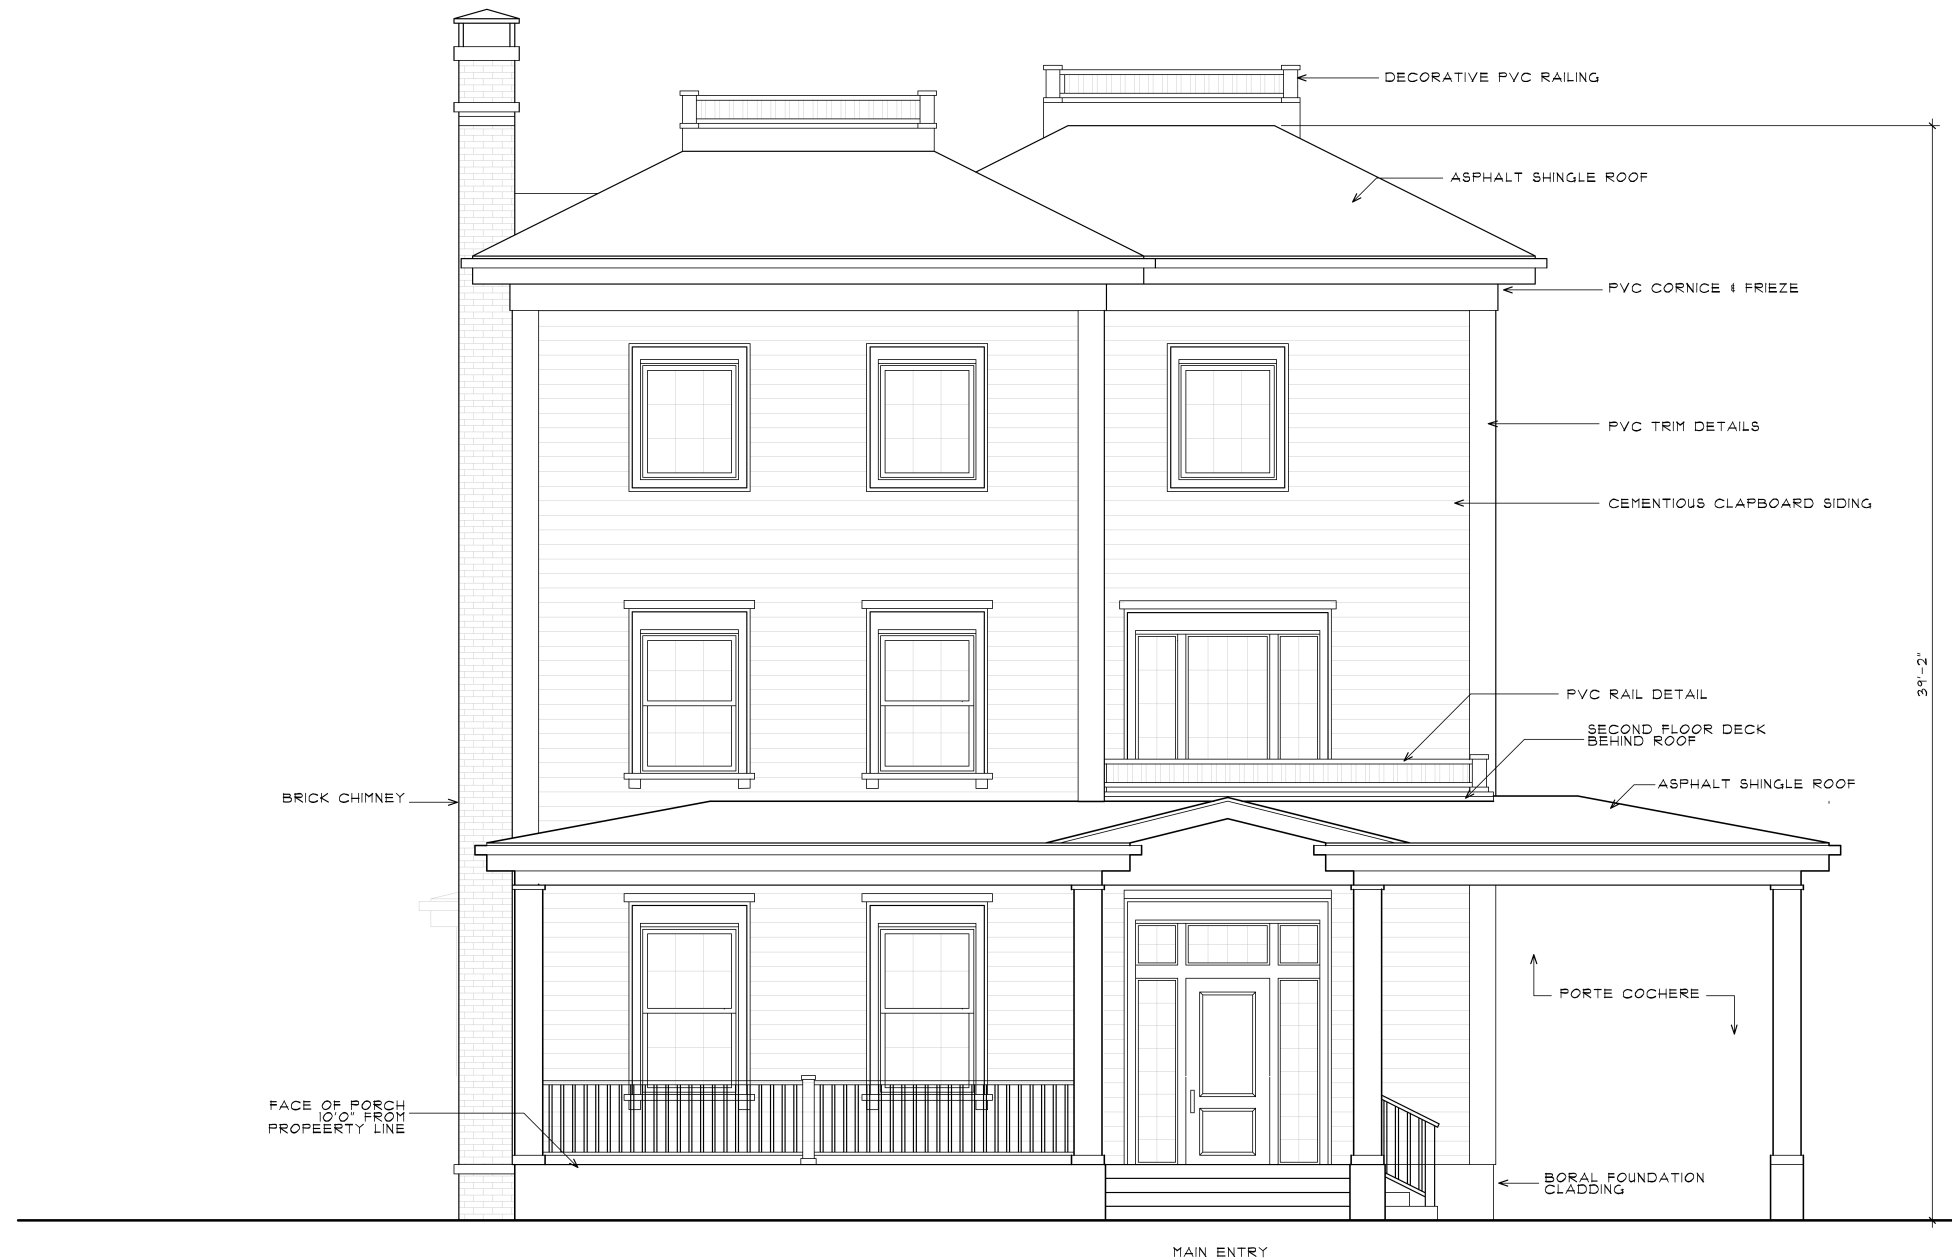 DECORATIVE PVC RAILING
ASPHALT SHINGLE ROOF
PVC CORNICE & FRIEZE
PVC TRIM DETAILS
CEMENTIOUS CLAPBOARD SIDING
39'-2"
PVC RAIL DETAIL
SECOND FLOOR DECK
BEHIND ROOF
ASPHALT SHINGLE ROOF
BRICK CHIMNEY
PORTE COCHERE
FACE OF PORCH
10'0" FROM
PROPEERTY LINE
BORAL FOUNDATION
CLADDING
MAIN ENTRY